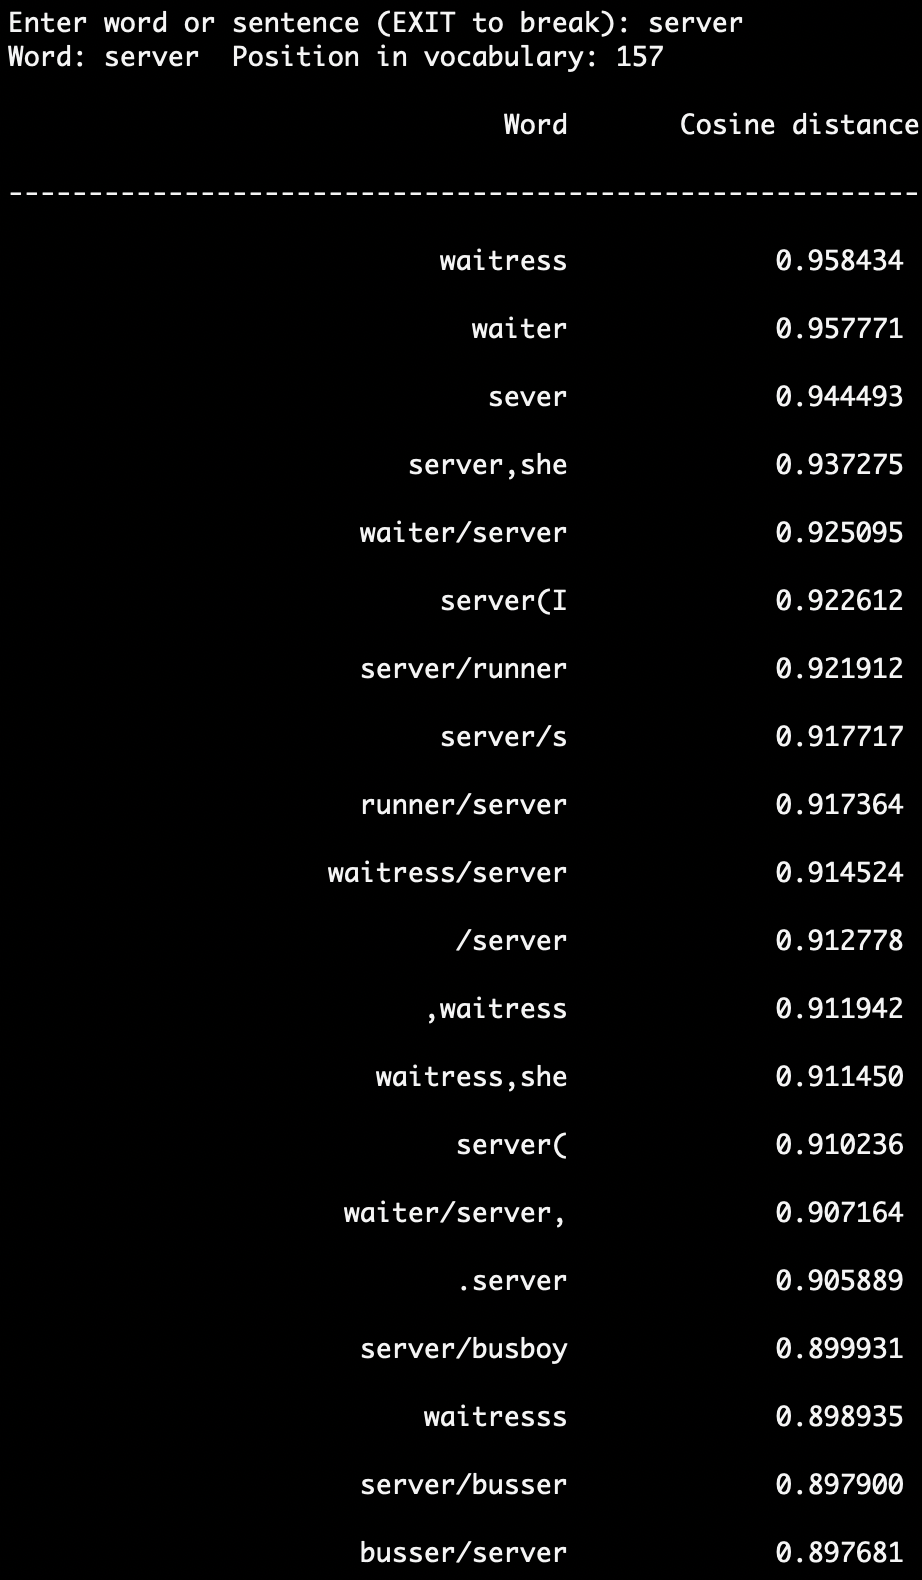 Enter word or sentence (EXIT to break): server
Word: server  Position in vocabulary: 157
Word       Cosine distance
---------------------------------------------------------
waitress 0.958434
waiter 0.957771
sever 0.944493
server,she 0.937275
waiter/server 0.925095
server(I 0.922612
server/runner 0.921912
server/s 0.917717
runner/server 0.917364
waitress/server 0.914524
/server 0.912778
,waitress 0.911942
waitress,she 0.911450
server( 0.910236
waiter/server, 0.907164
.server 0.905889
server/busboy 0.899931
waitresss 0.898935
server/busser 0.897900
busser/server 0.897681